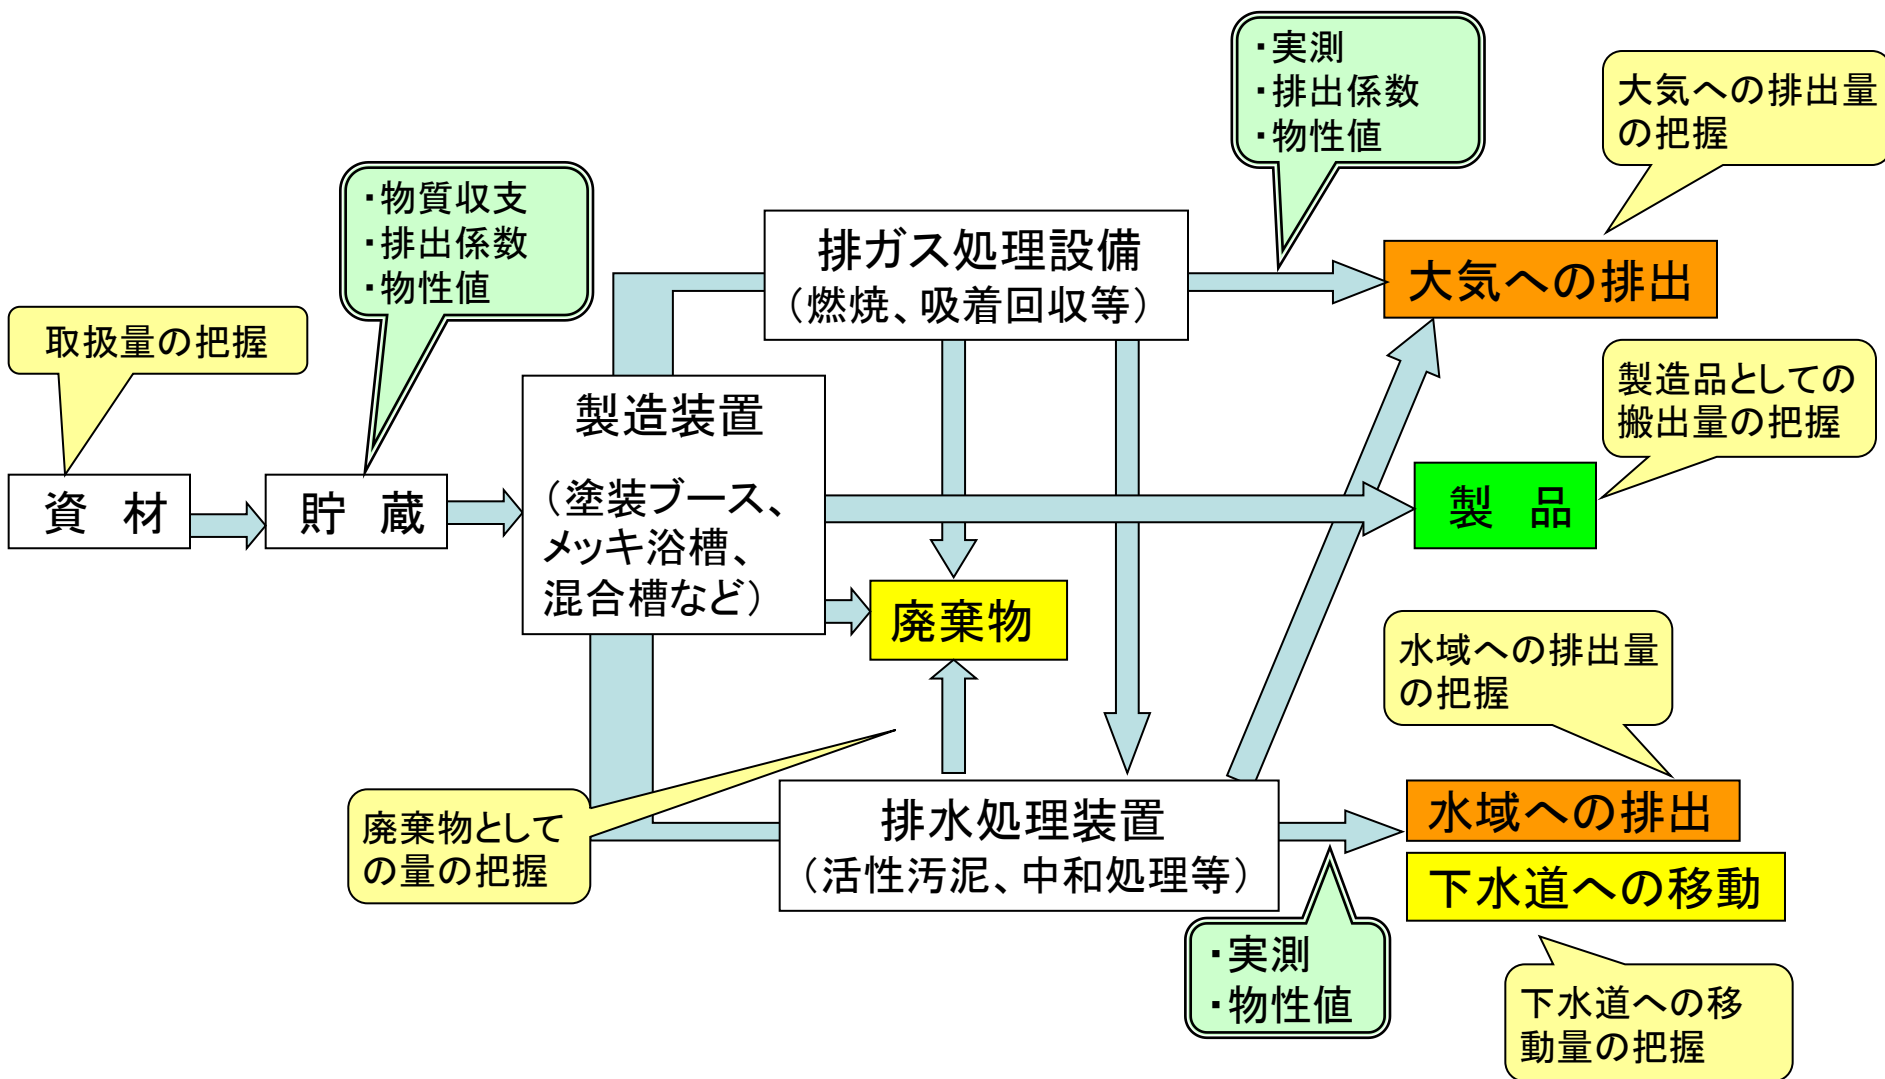 ・実測
・排出係数
・物性値
大気への排出量
の把握
・物質収支
・排出係数
・物性値
排ガス処理設備
（燃焼、吸着回収等）
大気への排出
取扱量の把握
製造品としての
搬出量の把握
製造装置
（塗装ブース、
メッキ浴槽、
混合槽など）
資　材
貯　蔵
製　品
廃棄物
水域への排出量
の把握
廃棄物として
の量の把握
排水処理装置
（活性汚泥、中和処理等）
水域への排出
下水道への移動
・実測
・物性値
下水道への移
動量の把握